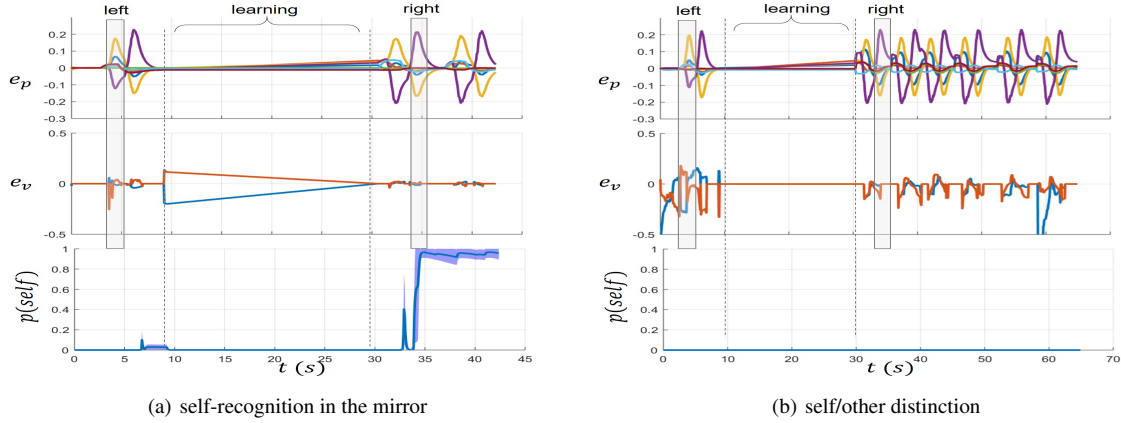 left
learning
right
0.2
0.1
0
-0.1
-0.2
-0.3
e_p
0.5
0
-0.5
e_v
1
0.8
0.6
0.4
0.2
0
p(self)
0 5 10 15 20 25 30 35 40 45
t (s)
(a) self-recognition in the mirror
left
learning
right
0.2
0.1
0
-0.1
-0.2
-0.3
e_p
0.5
0
-0.5
e_v
1
0.8
0.6
0.4
0.2
0
p(self)
0 10 20 30 40 50 60 70
t (s)
(b) self/other distinction